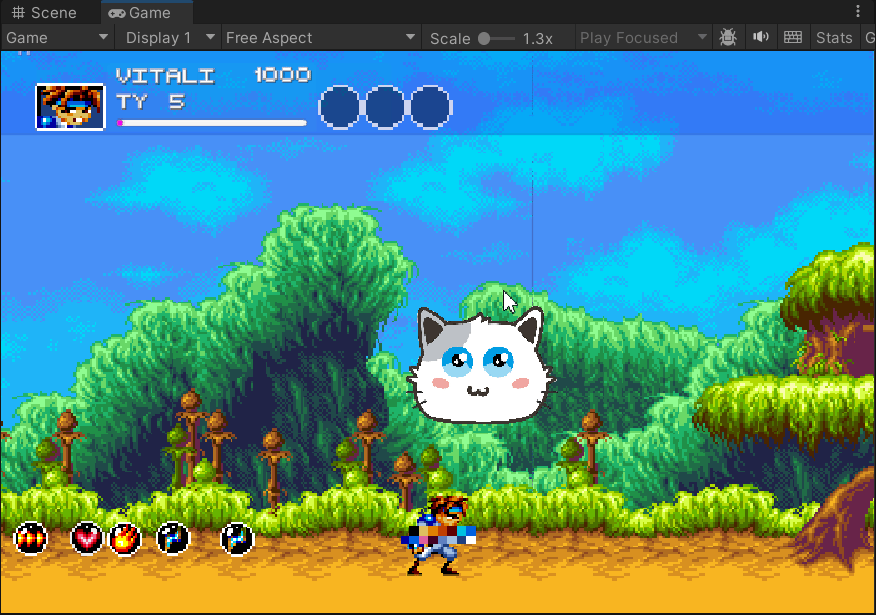 Scene Game
Game Display 1 Free Aspect Scale 1.3x Play Focused Stats G
VITALI 1000
TY 5